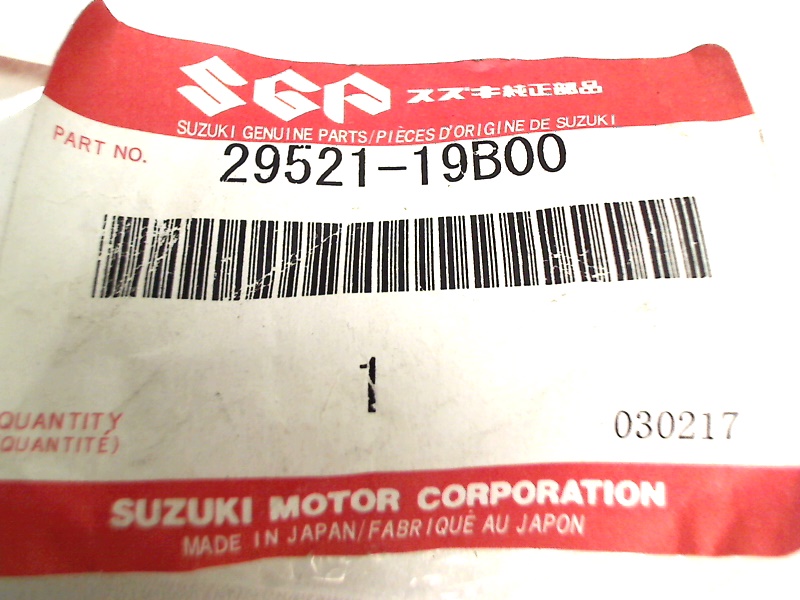 SGP スズキ純正部品
SUZUKI GENUINE PARTS/PIÈCES D'ORIGINE DE SUZUKI
PART NO. 29521-19B00
1
QUANTITY
(QUANTITÉ)
030217
SUZUKI MOTOR CORPORATION
MADE IN JAPAN/FABRIQUÉ AU JAPON